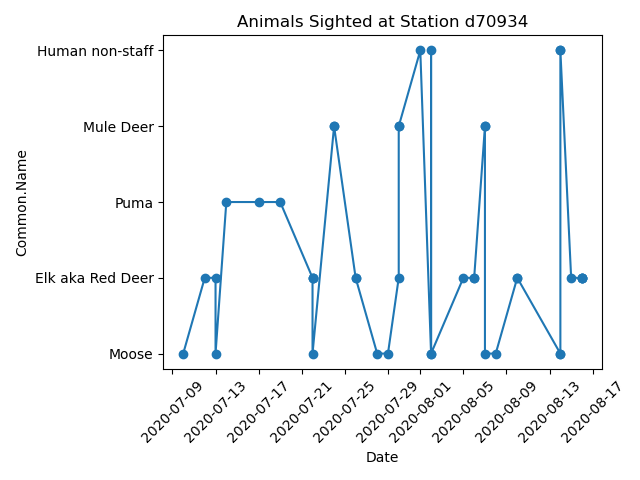 Animals Sighted at Station d70934
Human non-staff
Mule Deer
Puma
Elk aka Red Deer
Moose
Common.Name
2020-07-09
2020-07-13
2020-07-17
2020-07-21
2020-07-25
2020-07-29
2020-08-01
2020-08-05
2020-08-09
2020-08-13
2020-08-17
Date